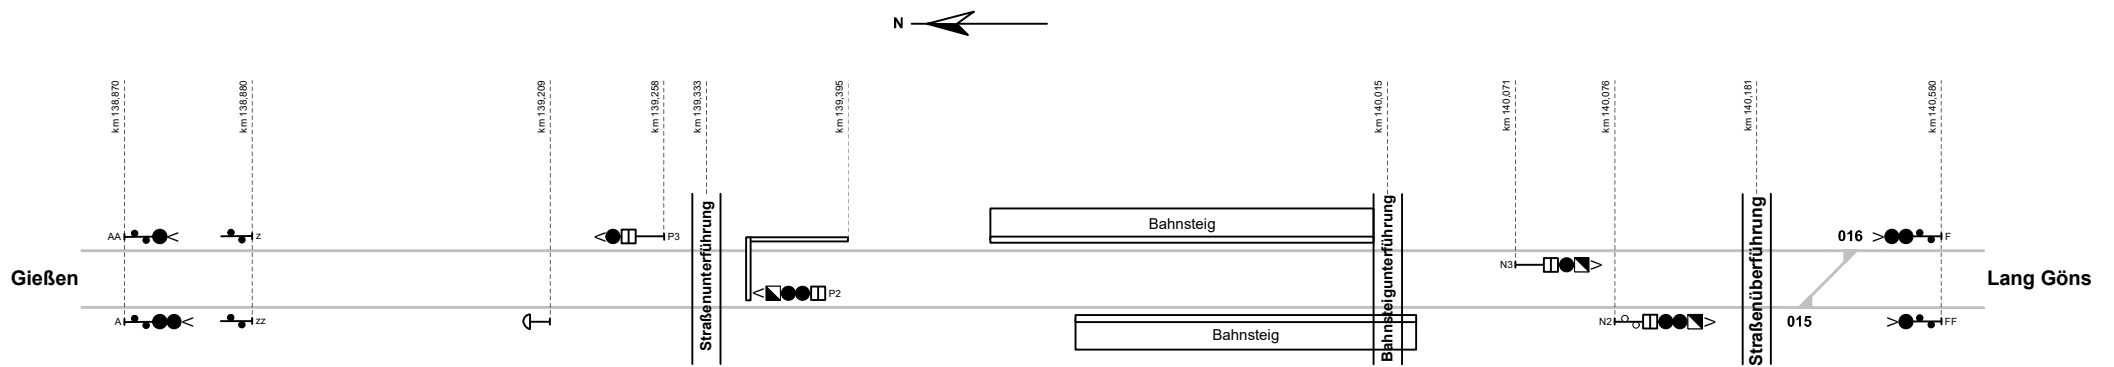 N
km 138,870
km 138,880
km 139,209
km 139,258
km 139,333
km 139,395
km 140,015
km 140,071
km 140,076
km 140,181
km 140,580
AA
z
P3
Straßenunterführung
Bahnsteig
Bahnsteigunterführung
N3
Straßenüberführung
016
F
Gießen
Lang Göns
P2
A
zz
Bahnsteig
N2
015
FF